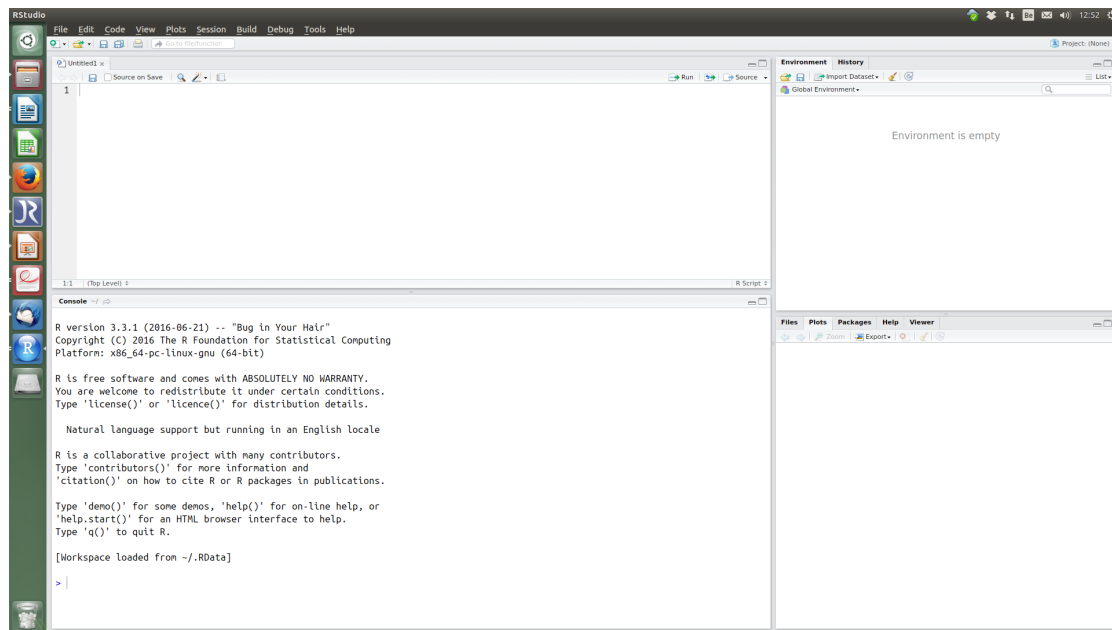 RStudio
Be 12:52
File Edit Code View Plots Session Build Debug Tools Help
Go to file/function
Project: (None)
Untitled1
Source on Save
Run Source
1
1:1 (Top Level)
R Script
Console ~/
R version 3.3.1 (2016-06-21) -- "Bug in Your Hair"
Copyright (C) 2016 The R Foundation for Statistical Computing
Platform: x86_64-pc-linux-gnu (64-bit)
R is free software and comes with ABSOLUTELY NO WARRANTY.
You are welcome to redistribute it under certain conditions.
Type 'license()' or 'licence()' for distribution details.
Natural language support but running in an English locale
R is a collaborative project with many contributors.
Type 'contributors()' for more information and
'citation()' on how to cite R or R packages in publications.
Type 'demo()' for some demos, 'help()' for on-line help, or
'help.start()' for an HTML browser interface to help.
Type 'q()' to quit R.
[Workspace loaded from ~/.RData]
>
Environment History
Import Dataset
List
Global Environment
Environment is empty
Files Plots Packages Help Viewer
Zoom Export